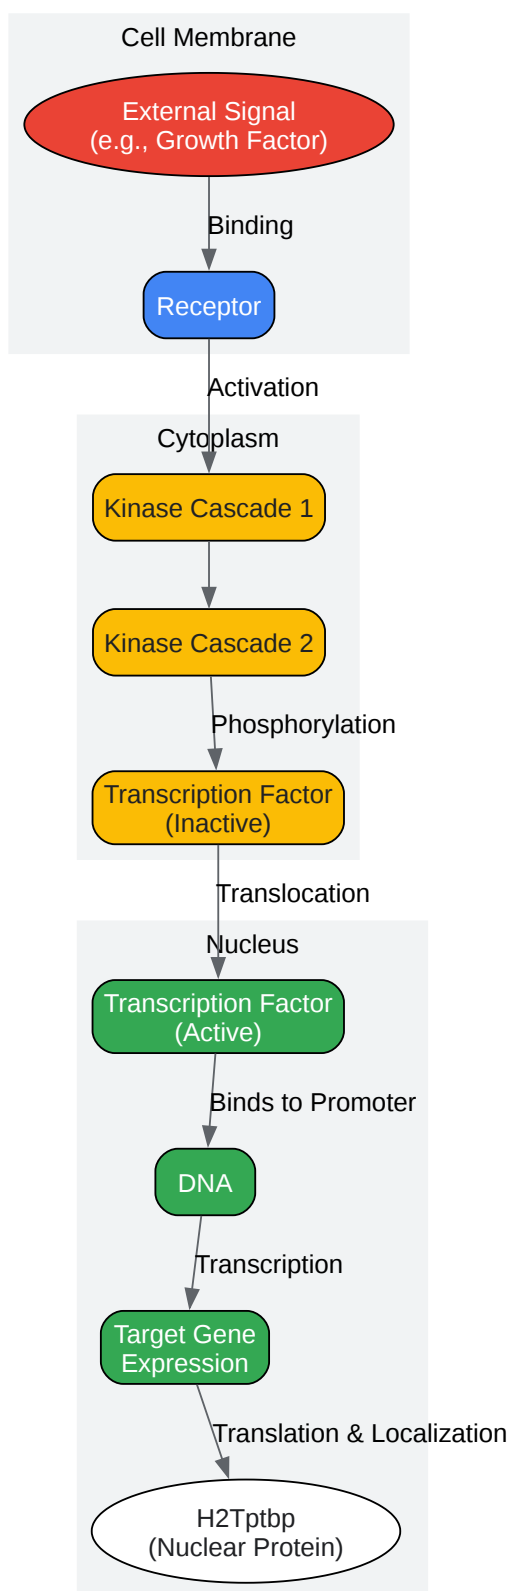 Cell Membrane
External Signal
(e.g., Growth Factor)
Binding
Receptor
Activation
Cytoplasm
Kinase Cascade 1
Kinase Cascade 2
Phosphorylation
Transcription Factor
(Inactive)
Translocation
Nucleus
Transcription Factor
(Active)
Binds to Promoter
DNA
Transcription
Target Gene
Expression
Translation & Localization
H2Tptbp
(Nuclear Protein)